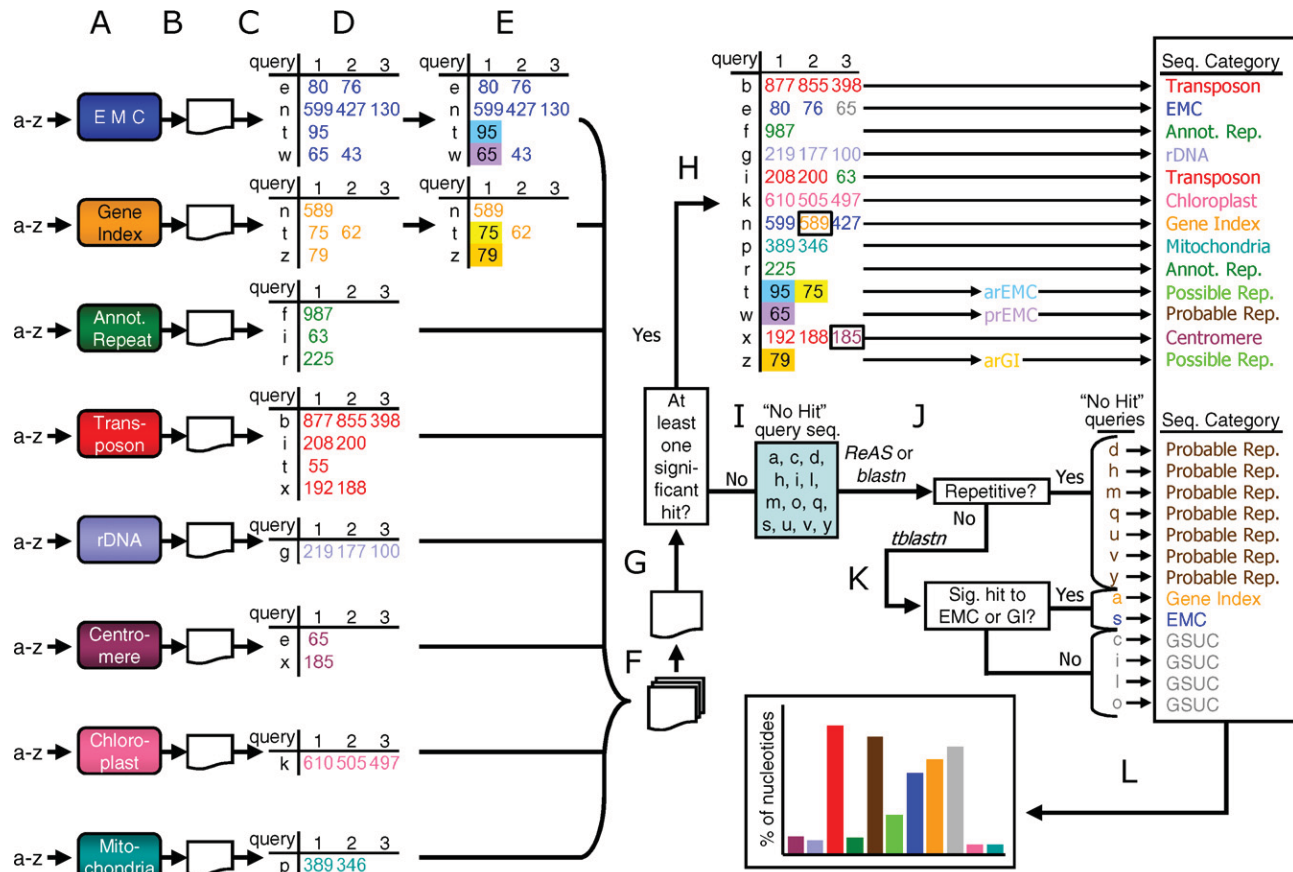 A B C D E
a-z
E M C
query 1 2 3
e 80 76
n 599 427 130
t 95
w 65 43
query 1 2 3
e 80 76
n 599 427 130
t 95
w 65 43
a-z
Gene
Index
query 1 2 3
n 589
t 75 62
z 79
query 1 2 3
n 589
t 75 62
z 79
a-z
Annot.
Repeat
query 1 2 3
f 987
i 63
r 225
a-z
Trans-
poson
query 1 2 3
b 877 855 398
i 208 200
t 55
x 192 188
a-z
rDNA
query 1 2 3
g 219 177 100
a-z
Centro-
mere
query 1 2 3
e 65
x 185
a-z
Chloro-
plast
query 1 2 3
k 610 505 497
a-z
Mito-
chondria
query 1 2 3
p 389 346
F
G
At
least
one
signi-
ficant
hit?
Yes
H
query 1 2 3 Seq. Category
b 877 855 398 Transposon
e 80 76 65 EMC
f 987 Annot. Rep.
g 219 177 100 rDNA
i 208 200 63 Transposon
k 610 505 497 Chloroplast
n 599 589 427 Gene Index
p 389 346 Mitochondria
r 225 Annot. Rep.
t 95 75 arEMC Possible Rep.
w 65 prEMC Probable Rep.
x 192 188 185 Centromere
z 79 arGI Possible Rep.
No
I
"No Hit"
query seq.
a, c, d,
h, i, l,
m, o, q,
s, u, v, y
J
ReAS or
blastn
Repetitive?
Yes
No
tblastn
K
Sig. hit to
EMC or GI?
Yes
No
"No Hit"
queries Seq. Category
d Probable Rep.
h Probable Rep.
m Probable Rep.
q Probable Rep.
u Probable Rep.
v Probable Rep.
y Probable Rep.
a Gene Index
s EMC
c GSUC
i GSUC
l GSUC
o GSUC
L
% of nucleotides